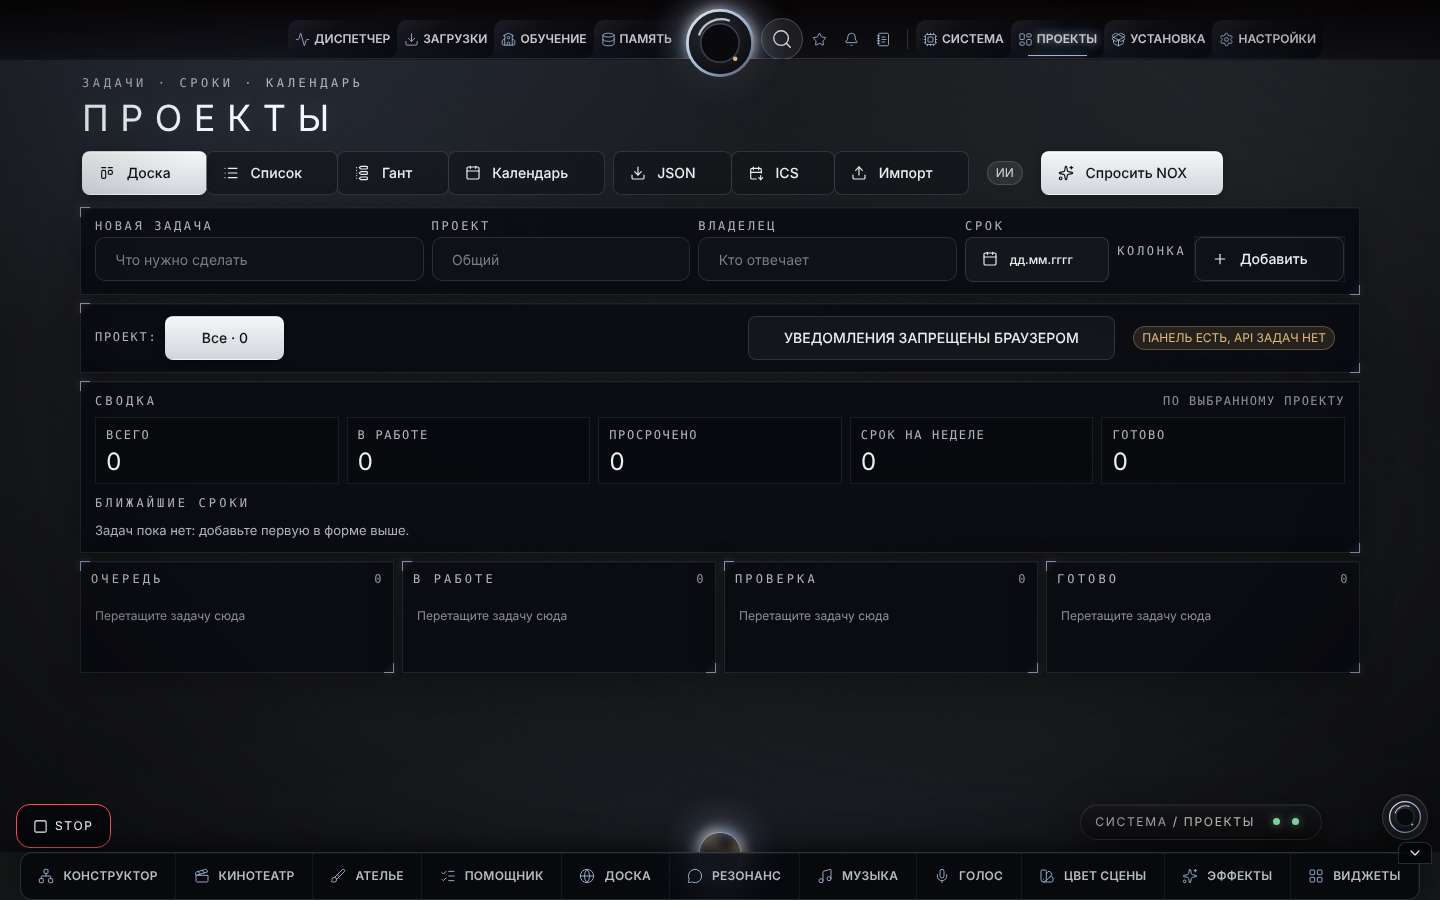 ДИСПЕТЧЕР ЗАГРУЗКИ ОБУЧЕНИЕ ПАМЯТЬ СИСТЕМА ПРОЕКТЫ УСТАНОВКА НАСТРОЙКИ
ЗАДАЧИ · СРОКИ · КАЛЕНДАРЬ
ПРОЕКТЫ
Доска Список Гант Календарь JSON ICS Импорт ИИ Спросить NOX
НОВАЯ ЗАДАЧА ПРОЕКТ ВЛАДЕЛЕЦ СРОК
КОЛОНКА
Что нужно сделать Общий Кто отвечает дд.мм.гггг Добавить
ПРОЕКТ: Все · 0 УВЕДОМЛЕНИЯ ЗАПРЕЩЕНЫ БРАУЗЕРОМ ПАНЕЛЬ ЕСТЬ, API ЗАДАЧ НЕТ
СВОДКА ПО ВЫБРАННОМУ ПРОЕКТУ
ВСЕГО В РАБОТЕ ПРОСРОЧЕНО СРОК НА НЕДЕЛЕ ГОТОВО
0 0 0 0 0
БЛИЖАЙШИЕ СРОКИ
Задач пока нет: добавьте первую в форме выше.
ОЧЕРЕДЬ 0 В РАБОТЕ 0 ПРОВЕРКА 0 ГОТОВО 0
Перетащите задачу сюда Перетащите задачу сюда Перетащите задачу сюда Перетащите задачу сюда
STOP СИСТЕМА / ПРОЕКТЫ
КОНСТРУКТОР КИНОТЕАТР АТЕЛЬЕ ПОМОЩНИК ДОСКА РЕЗОНАНС МУЗЫКА ГОЛОС ЦВЕТ СЦЕНЫ ЭФФЕКТЫ ВИДЖЕТЫ